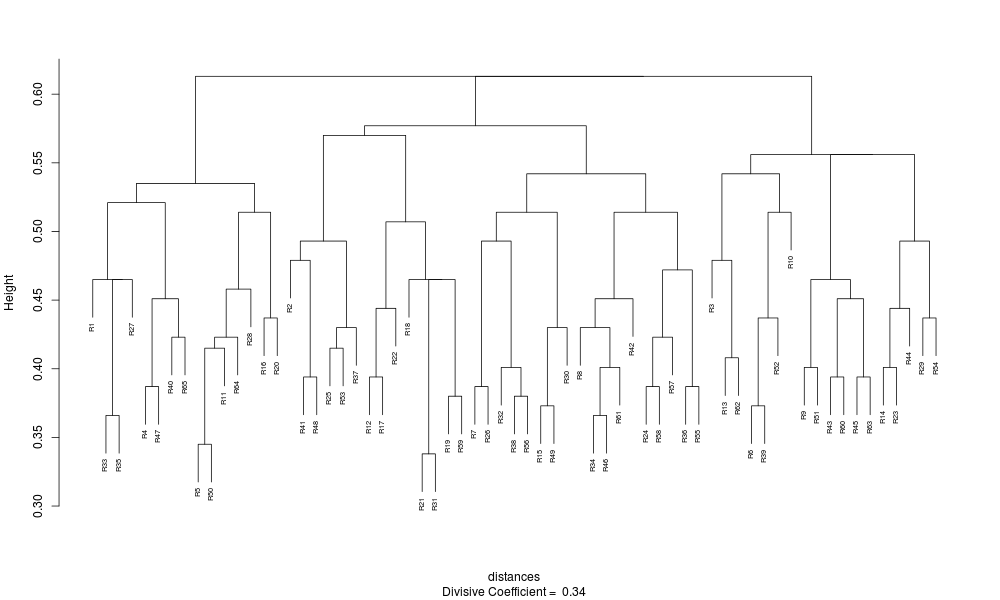 0.60
0.55
0.50
0.45
0.40
0.35
0.30
Height
R1
R33
R35
R27
R4
R47
R40
R65
R5
R50
R11
R64
R28
R16
R20
R2
R41
R48
R25
R53
R37
R12
R17
R22
R18
R21
R31
R19
R59
R7
R26
R32
R38
R56
R15
R49
R30
R8
R34
R46
R61
R42
R24
R58
R57
R36
R55
R3
R13
R62
R6
R39
R52
R10
R9
R51
R43
R60
R45
R63
R14
R23
R44
R29
R54
distances
Divisive Coefficient = 0.34